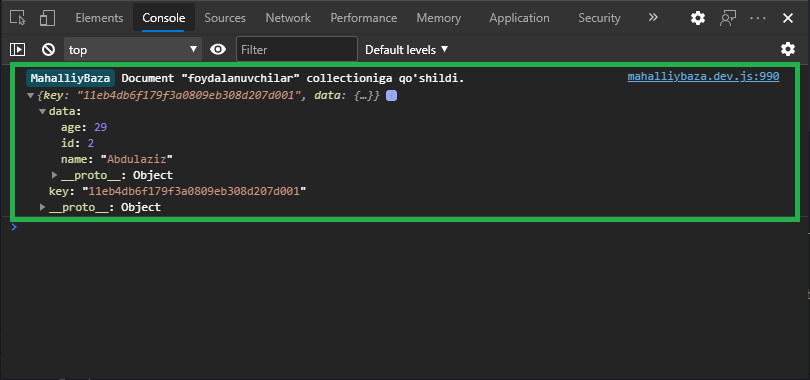 Elements Console Sources Network Performance Memory Application Security »
top Filter Default levels
MahalliyBaza Document "foydalanuvchilar" collectioniga qo'shildi. mahalliybaza.dev.js:990
{key: "11eb4db6f179f3a0809eb308d207d001", data: {…}} i
data:
age: 29
id: 2
name: "Abdulaziz"
__proto__: Object
key: "11eb4db6f179f3a0809eb308d207d001"
__proto__: Object
>